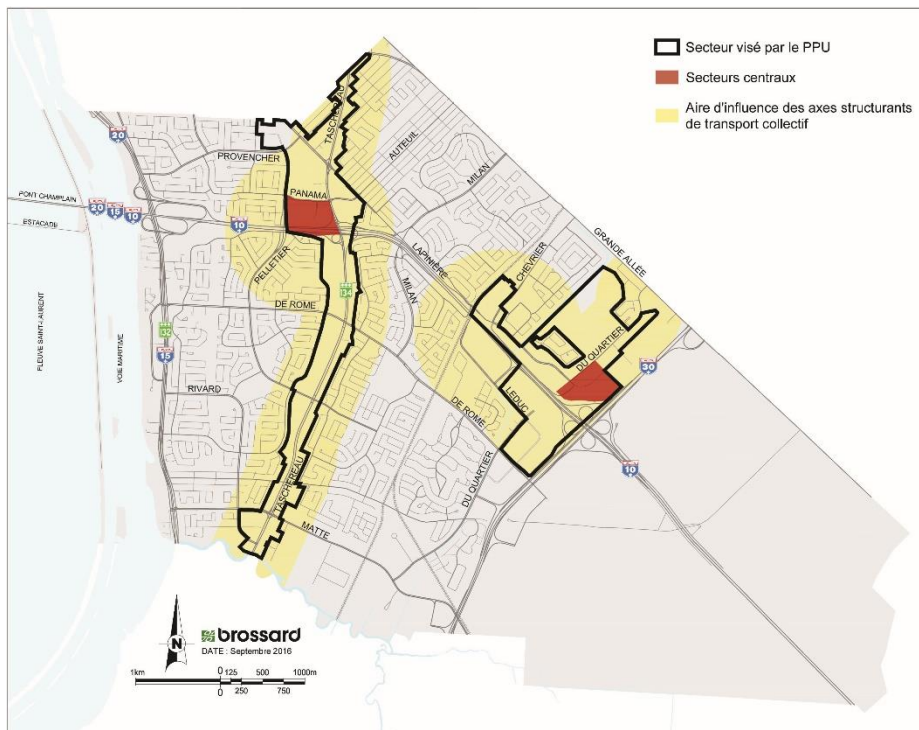 Secteur visé par le PPU
Secteurs centraux
Aire d'influence des axes structurants
de transport collectif
20
TASCHEREAU
AUTEUIL
PROVENCHER
MILAN
PONT CHAMPLAIN
20
15
10
PANAMA
ESTACADE
10
GRANDE ALLÉE
LAPINIÈRE
CHEVRIER
PELLETIER
MILAN
134
DE ROME
FLEUVE SAINT-LAURENT
VOIE MARITIME
132
15
DU QUARTIER
30
RIVARD
LEDUC
DE ROME
10
DU QUARTIER
TASCHEREAU
MATTE
N
brossard
DATE : Septembre 2016
1km
0 125 500 1000m
0 250 750